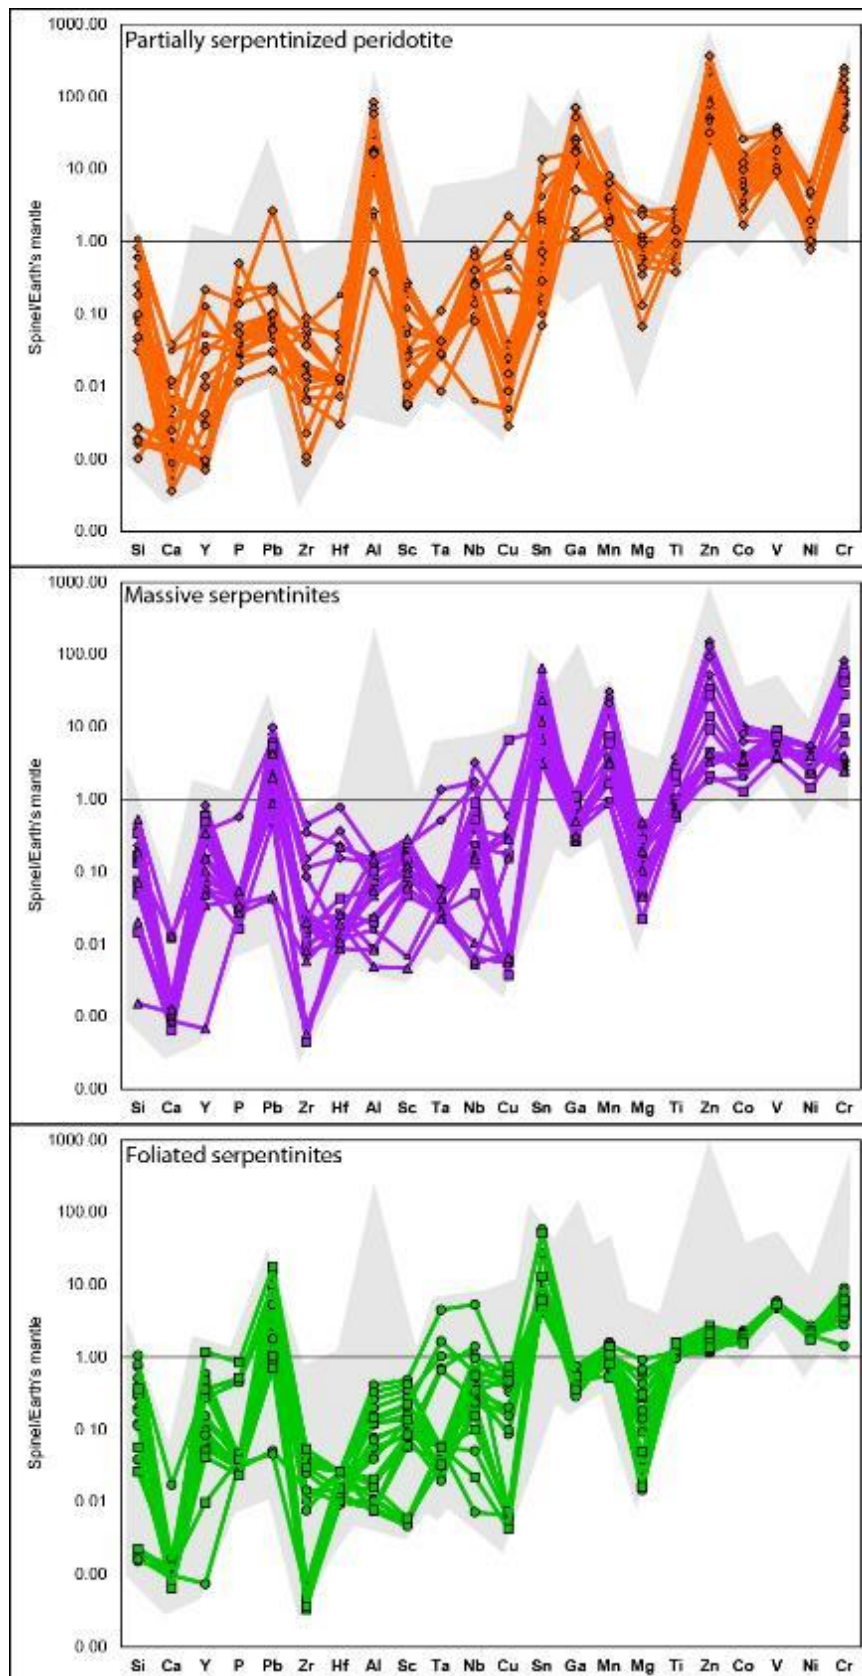 Partially serpentinized peridotite
1000.00
100.00
10.00
1.00
0.10
0.01
0.00
0.00
Spinel/Earth's mantle
Si Ca Y P Pb Zr Hf Al Sc Ta Nb Cu Sn Ga Mn Mg Ti Zn Co V Ni Cr
Massive serpentinites
1000.00
100.00
10.00
1.00
0.10
0.01
0.00
0.00
Spinel/Earth's mantle
Si Ca Y P Pb Zr Hf Al Sc Ta Nb Cu Sn Ga Mn Mg Ti Zn Co V Ni Cr
Foliated serpentinites
1000.00
100.00
10.00
1.00
0.10
0.01
0.00
0.00
Spinel/Earth's mantle
Si Ca Y P Pb Zr Hf Al Sc Ta Nb Cu Sn Ga Mn Mg Ti Zn Co V Ni Cr